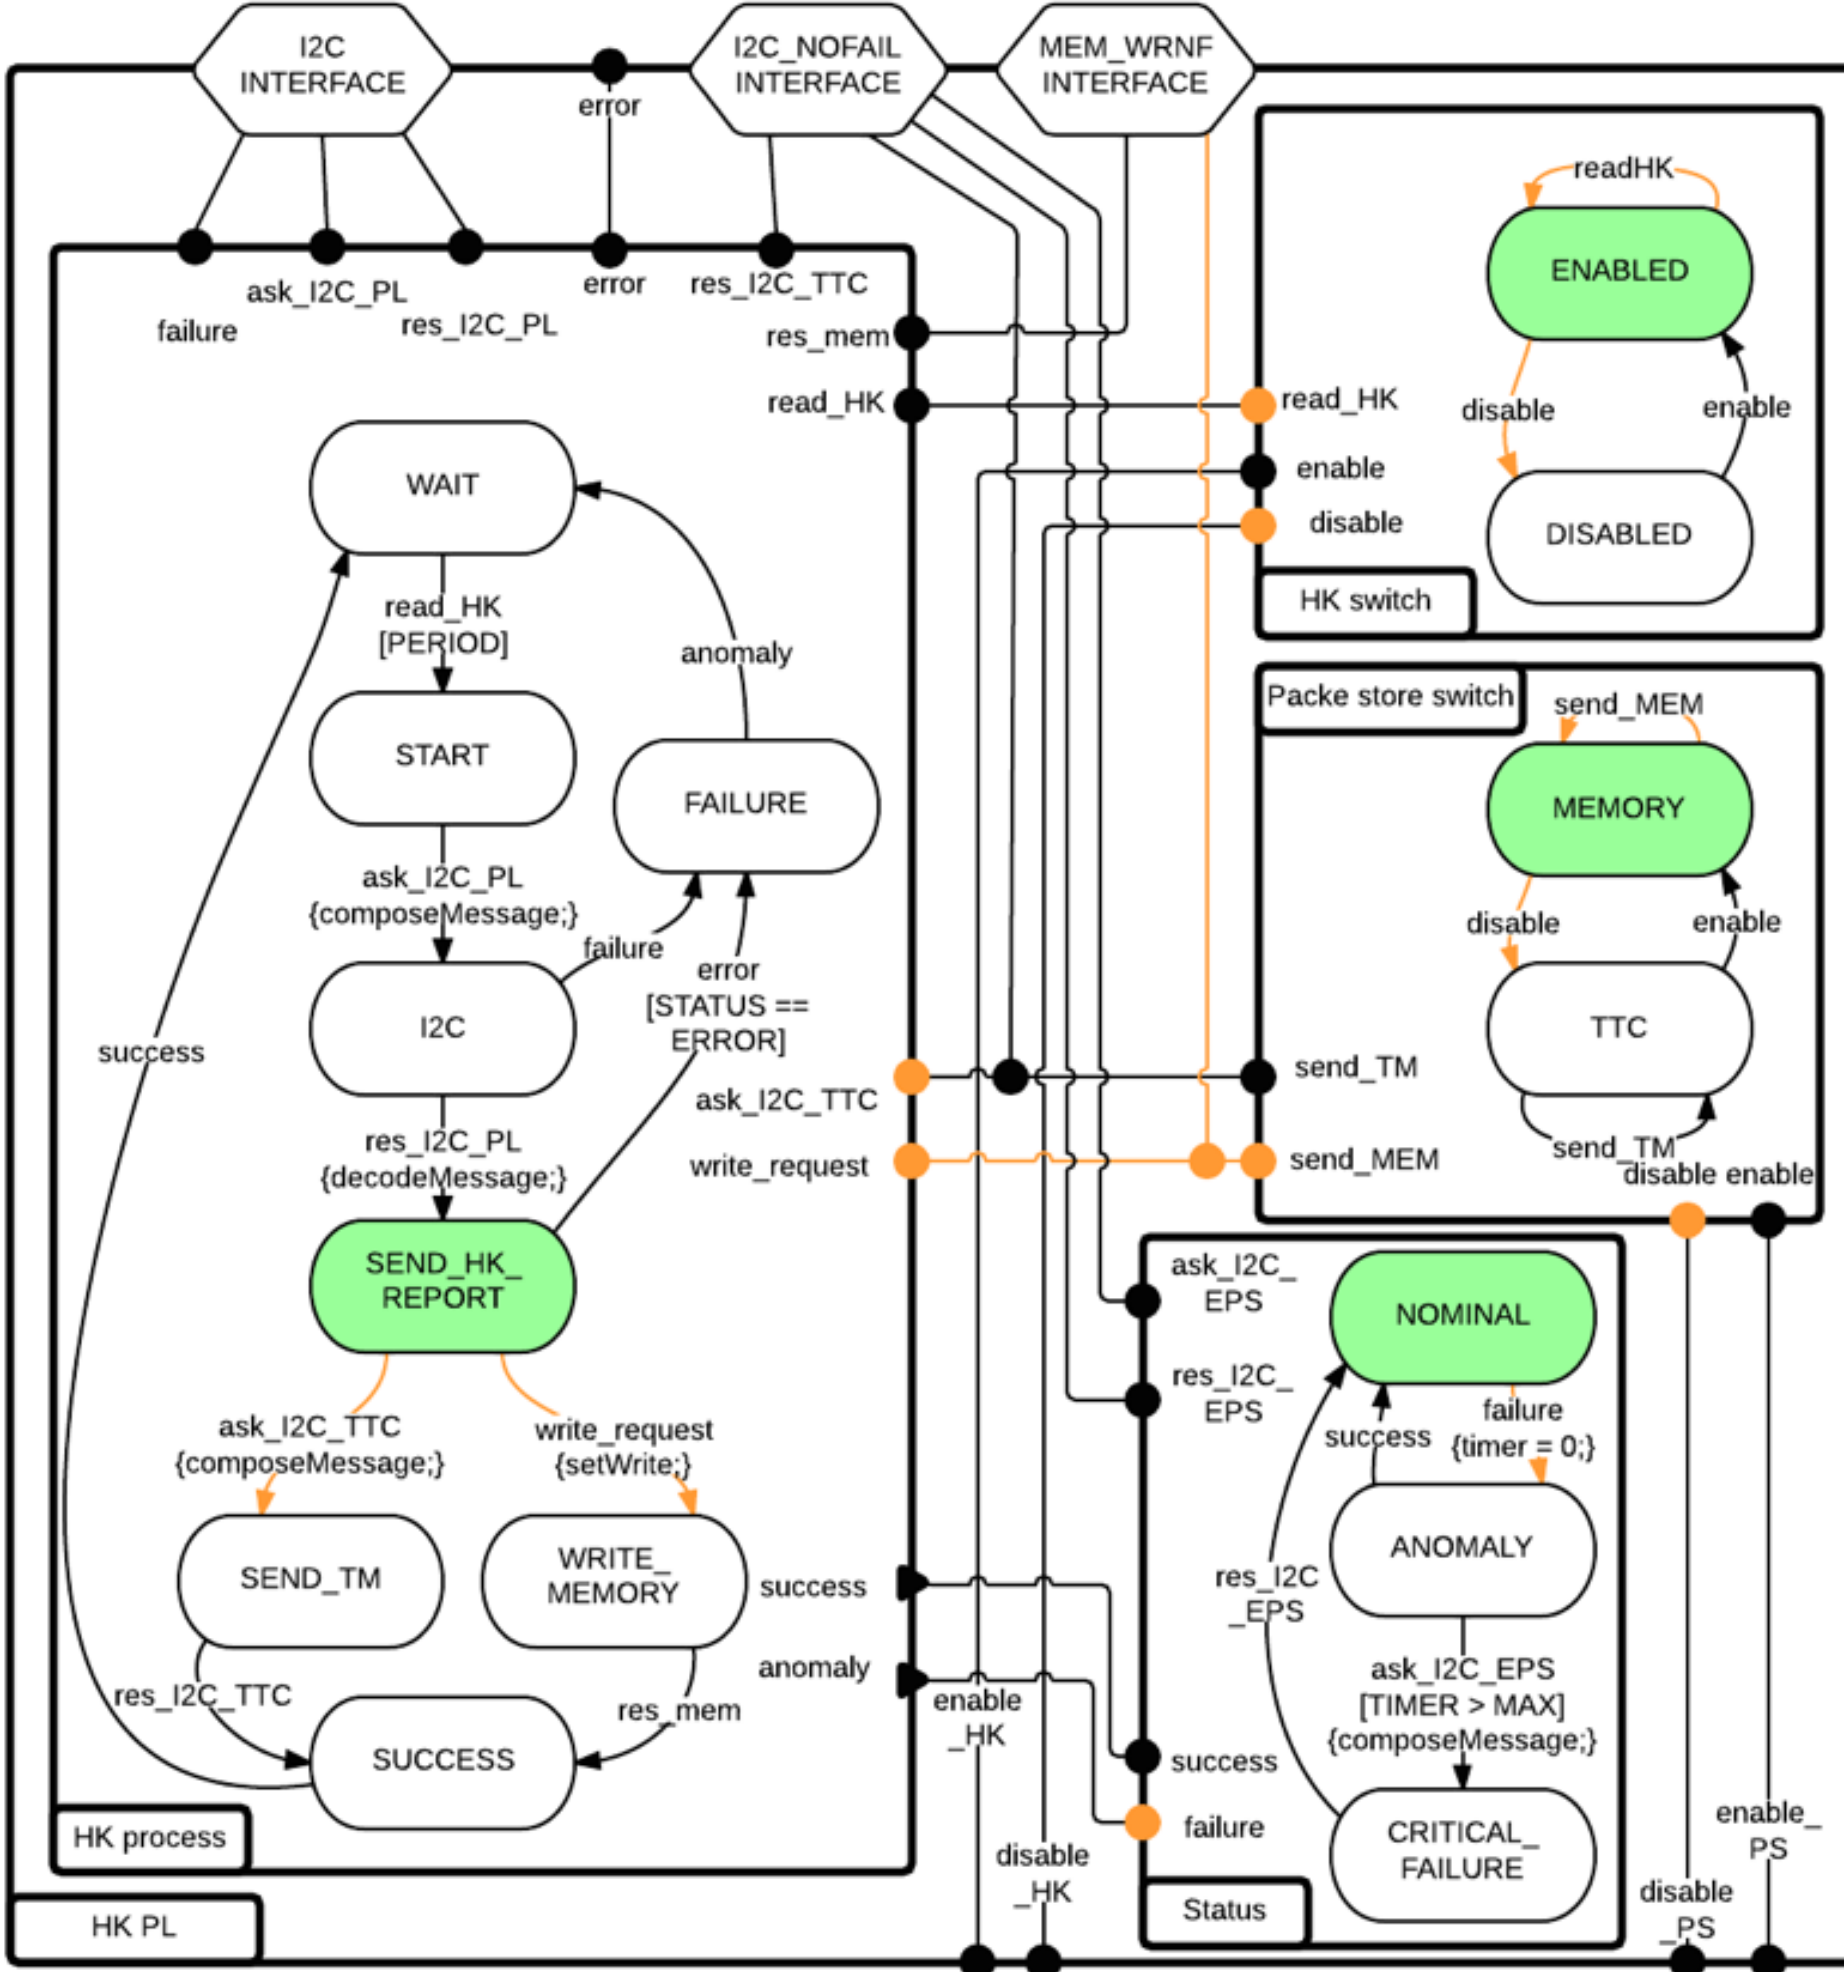 I2C
INTERFACE
error
I2C_NOFAIL
INTERFACE
MEM_WRNF
INTERFACE
failure
ask_I2C_PL
res_I2C_PL
error
res_I2C_TTC
res_mem
read_HK
WAIT
read_HK
[PERIOD]
START
anomaly
FAILURE
ask_I2C_PL
{composeMessage;}
failure
I2C
error
[STATUS ==
ERROR]
success
res_I2C_PL
{decodeMessage;}
ask_I2C_TTC
write_request
SEND_HK_
REPORT
ask_I2C_TTC
{composeMessage;}
write_request
{setWrite;}
SEND_TM
WRITE_
MEMORY
success
anomaly
res_I2C_TTC
res_mem
SUCCESS
HK process
HK PL
readHK
ENABLED
read_HK
disable
enable
enable
disable
DISABLED
HK switch
Packe store switch
send_MEM
MEMORY
disable
enable
TTC
send_TM
send_TM
send_MEM
disable enable
ask_I2C_
EPS
NOMINAL
res_I2C_
EPS
success
failure
{timer = 0;}
ANOMALY
res_I2C
_EPS
ask_I2C_EPS
[TIMER > MAX]
{composeMessage;}
success
failure
CRITICAL_
FAILURE
Status
enable
_HK
disable
_HK
disable
_PS
enable_
PS